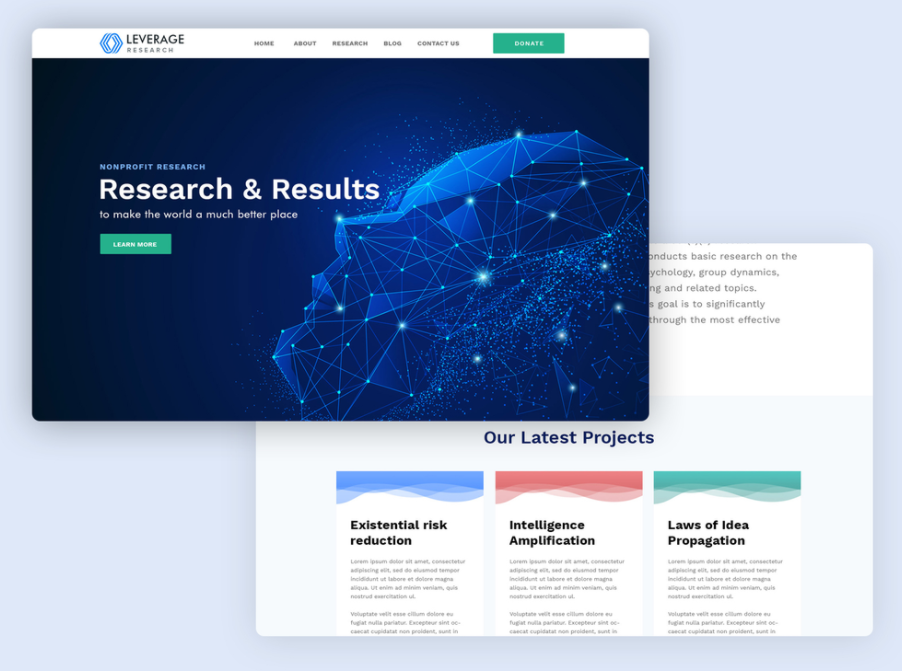 LEVERAGE
RESEARCH
HOME ABOUT RESEARCH BLOG CONTACT US DONATE
NONPROFIT RESEARCH
Research & Results
to make the world a much better place
LEARN MORE
onducts basic research on the
ychology, group dynamics,
ng and related topics.
s goal is to significantly
through the most effective
Our Latest Projects
Existential risk
reduction
Lorem ipsum dolor sit amet, consectetur
adipiscing elit, sed do eiusmod tempor
incididunt ut labore et dolore magna
aliqua. Ut enim ad minim veniam, quis
nostrud exercitation ul.
Voluptate velit esse cillum dolore eu
fugiat nulla pariatur. Excepteur sint oc-
caecat cupidatat non proident, sunt in
Intelligence
Amplification
Lorem ipsum dolor sit amet, consectetur
adipiscing elit, sed do eiusmod tempor
incididunt ut labore et dolore magna
aliqua. Ut enim ad minim veniam, quis
nostrud exercitation ul.
Voluptate velit esse cillum dolore eu
fugiat nulla pariatur. Excepteur sint oc-
caecat cupidatat non proident, sunt in
Laws of Idea
Propagation
Lorem ipsum dolor sit amet, consectetur
adipiscing elit, sed do eiusmod tempor
incididunt ut labore et dolore magna
aliqua. Ut enim ad minim veniam, quis
nostrud exercitation ul.
Voluptate velit esse cillum dolore eu
fugiat nulla pariatur. Excepteur sint oc-
caecat cupidatat non proident, sunt in